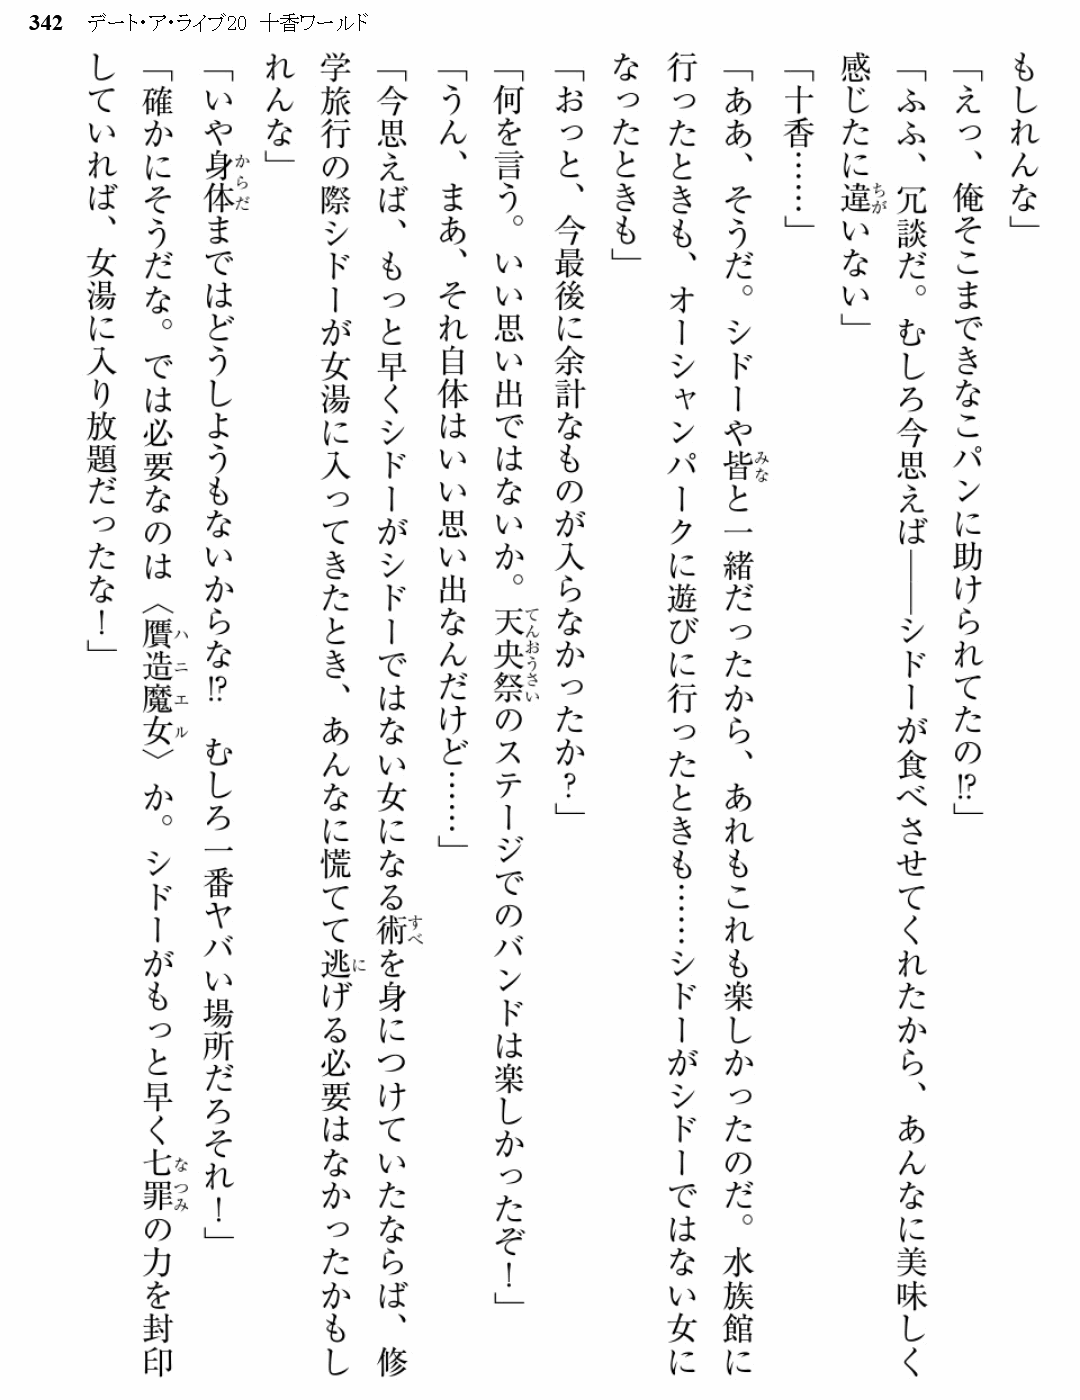 342 デート・ア・ライブ20 十香ワールド
もしれんな」
「えっ、俺そこまできなこパンに助けられてたの!?」
「ふふ、冗談だ。むしろ今思えば――シドーが食べさせてくれたから、あんなに美味しく
感じたに違いない」
「十香……」
「ああ、そうだ。シドーや皆と一緒だったから、あれもこれも楽しかったのだ。水族館に
行ったときも、オーシャンパークに遊びに行ったときも……シドーがシドーではない女に
なったときも」
「おっと、今最後に余計なものが入らなかったか？」
「何を言う。いい思い出ではないか。天央祭のステージでのバンドは楽しかったぞ！」
「うん、まあ、それ自体はいい思い出なんだけど……」
「今思えば、もっと早くシドーがシドーではない女になる術を身につけていたならば、修
学旅行の際シドーが女湯に入ってきたとき、あんなに慌てて逃げる必要はなかったかもし
れんな」
「いや身体まではどうしようもないからな!?　むしろ一番ヤバい場所だろそれ！」
「確かにそうだな。では必要なのは〈贋造魔女〉か。シドーがもっと早く七罪の力を封印
していれば、女湯に入り放題だったな！」